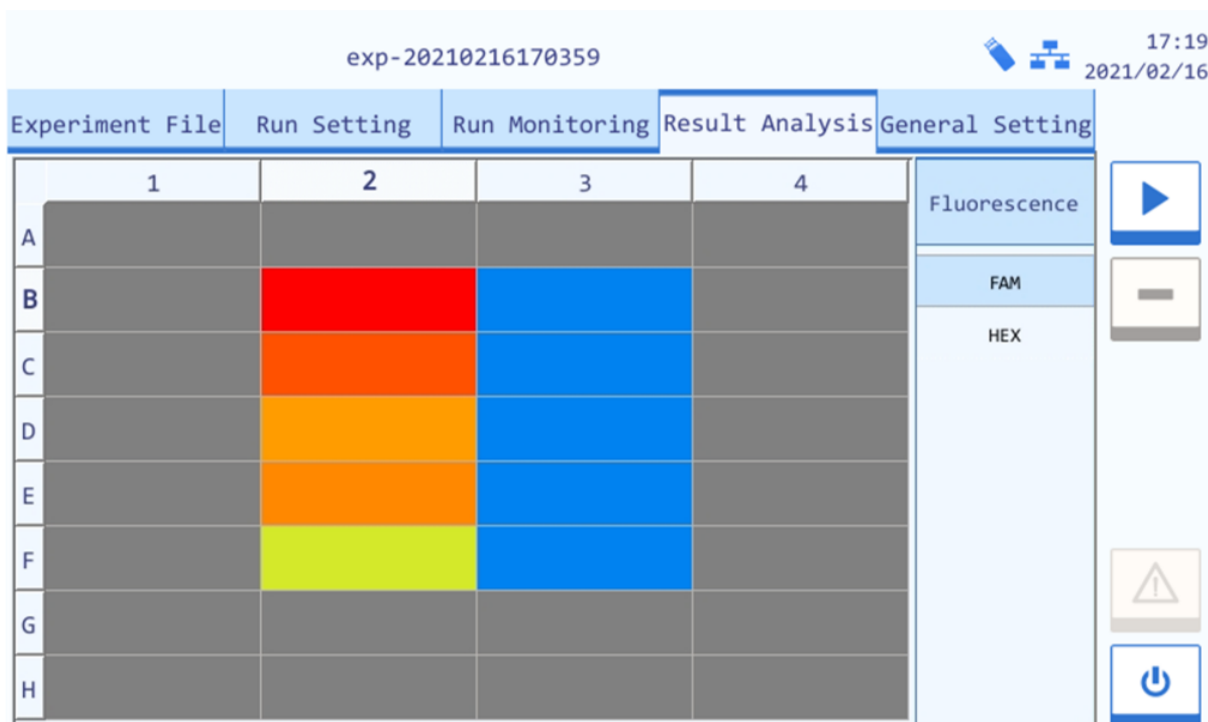 exp-20210216170359
17:19
2021/02/16
Experiment File Run Setting Run Monitoring Result Analysis General Setting
1 2 3 4
Fluorescence
A
B
FAM
HEX
C
D
E
F
G
H